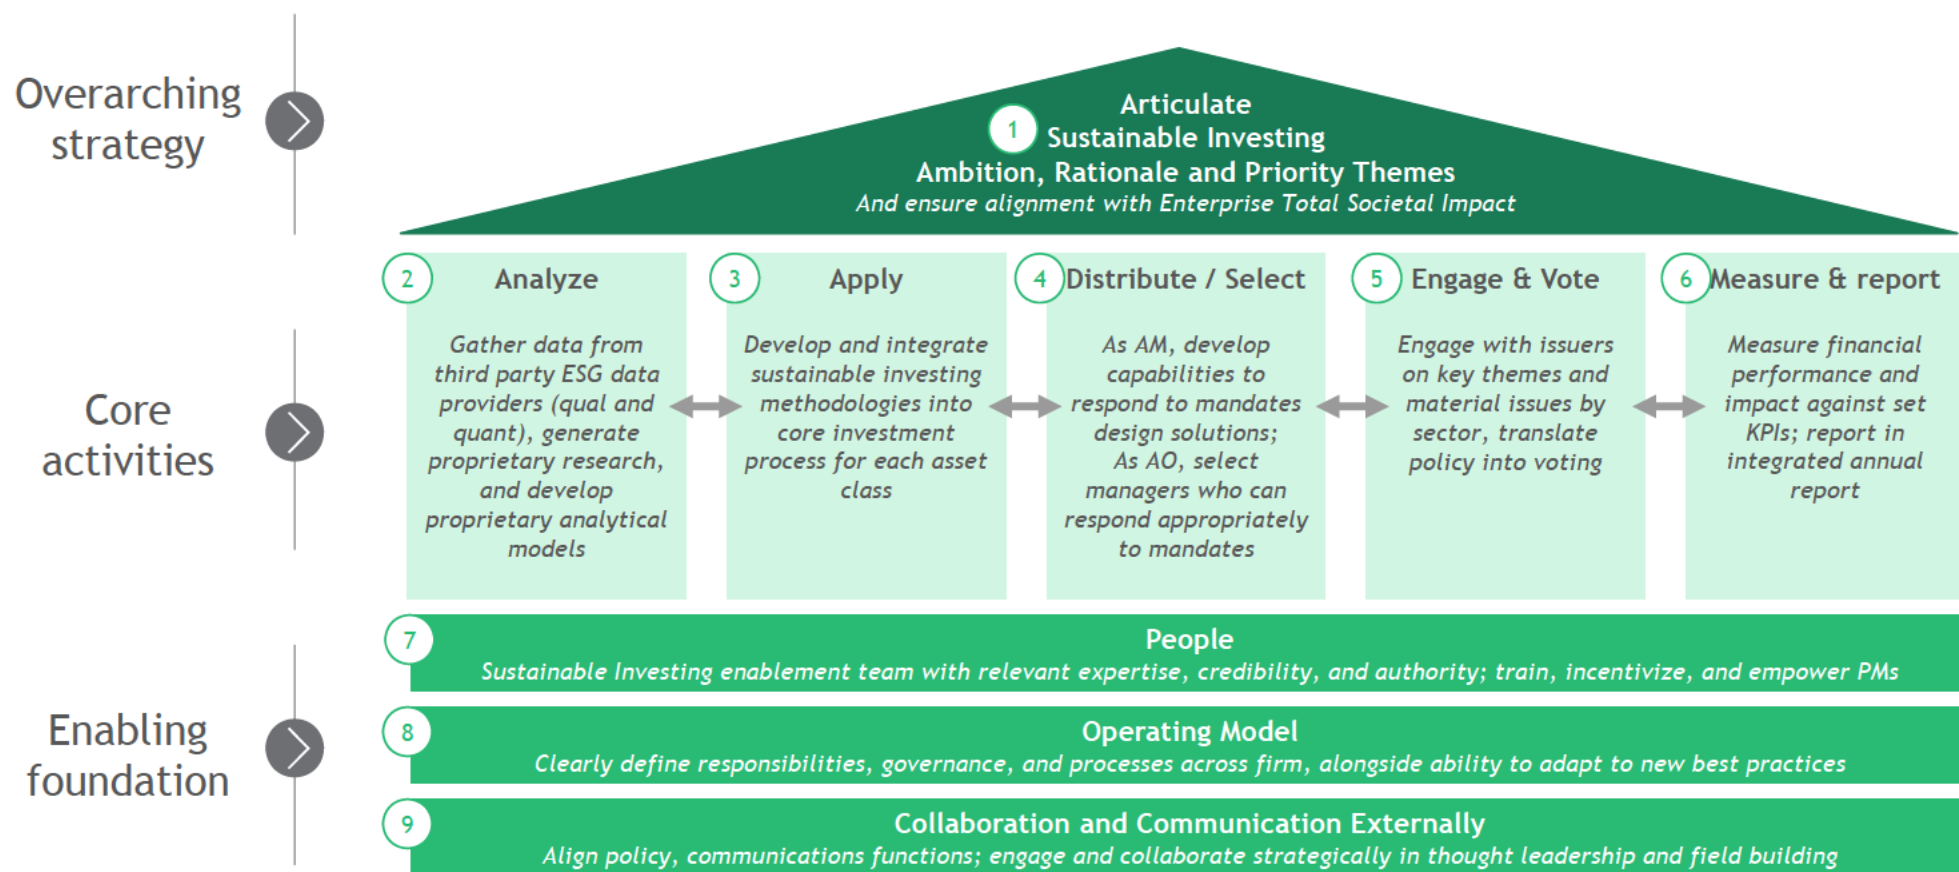 Overarching
strategy
1
Articulate
Sustainable Investing
Ambition, Rationale and Priority Themes
And ensure alignment with Enterprise Total Societal Impact
Core
activities
2
Analyze
Gather data from
third party ESG data
providers (qual and
quant), generate
proprietary research,
and develop
proprietary analytical
models
3
Apply
Develop and integrate
sustainable investing
methodologies into
core investment
process for each asset
class
4
Distribute / Select
As AM, develop
capabilities to
respond to mandates
design solutions;
As AO, select
managers who can
respond appropriately
to mandates
5
Engage & Vote
Engage with issuers
on key themes and
material issues by
sector, translate
policy into voting
6
Measure & report
Measure financial
performance and
impact against set
KPIs; report in
integrated annual
report
Enabling
foundation
7
People
Sustainable Investing enablement team with relevant expertise, credibility, and authority; train, incentivize, and empower PMs
8
Operating Model
Clearly define responsibilities, governance, and processes across firm, alongside ability to adapt to new best practices
9
Collaboration and Communication Externally
Align policy, communications functions; engage and collaborate strategically in thought leadership and field building